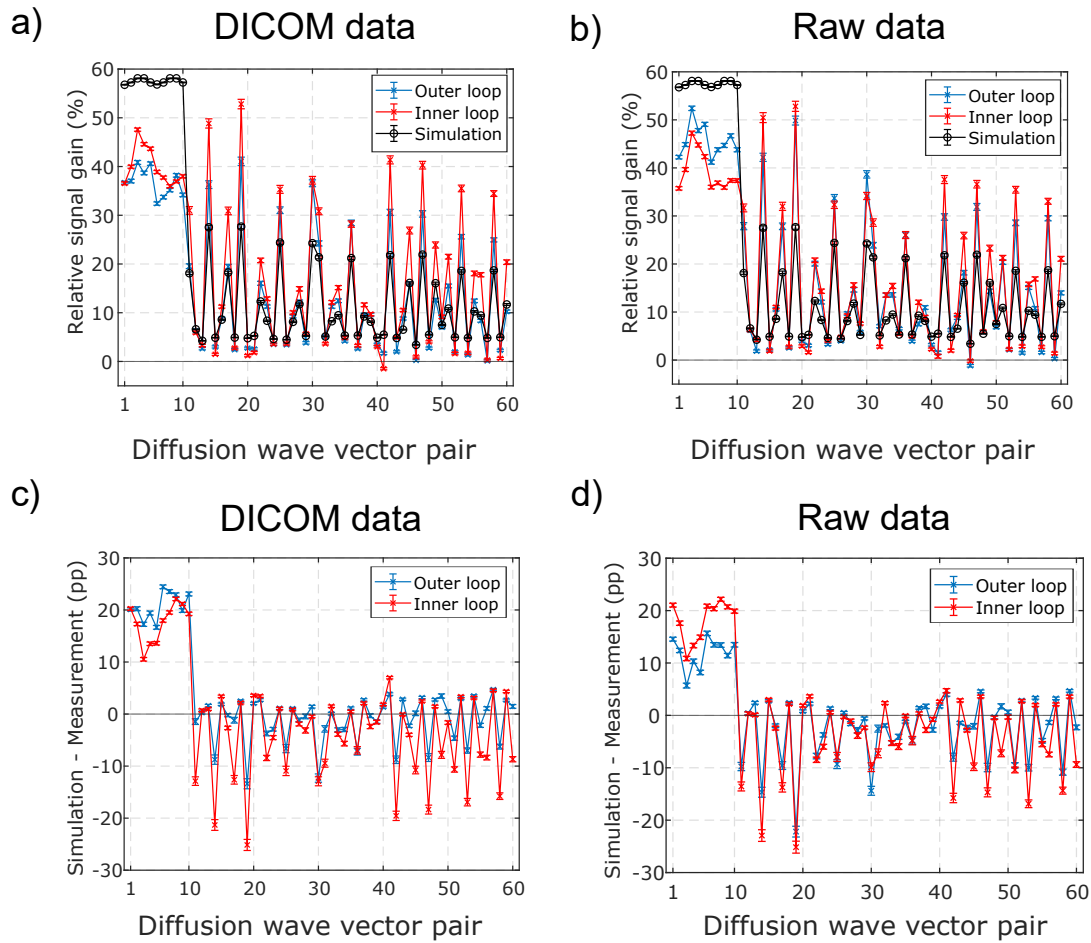 a)
DICOM data
Relative signal gain (%)
60
50
40
30
20
10
0
Outer loop
Inner loop
Simulation
1
10
20
30
40
50
60
Diffusion wave vector pair
b)
Raw data
Relative signal gain (%)
60
50
40
30
20
10
0
Outer loop
Inner loop
Simulation
1
10
20
30
40
50
60
Diffusion wave vector pair
c)
DICOM data
Simulation - Measurement (pp)
30
20
10
0
-10
-20
-30
Outer loop
Inner loop
1
10
20
30
40
50
60
Diffusion wave vector pair
d)
Raw data
Simulation - Measurement (pp)
30
20
10
0
-10
-20
-30
Outer loop
Inner loop
1
10
20
30
40
50
60
Diffusion wave vector pair